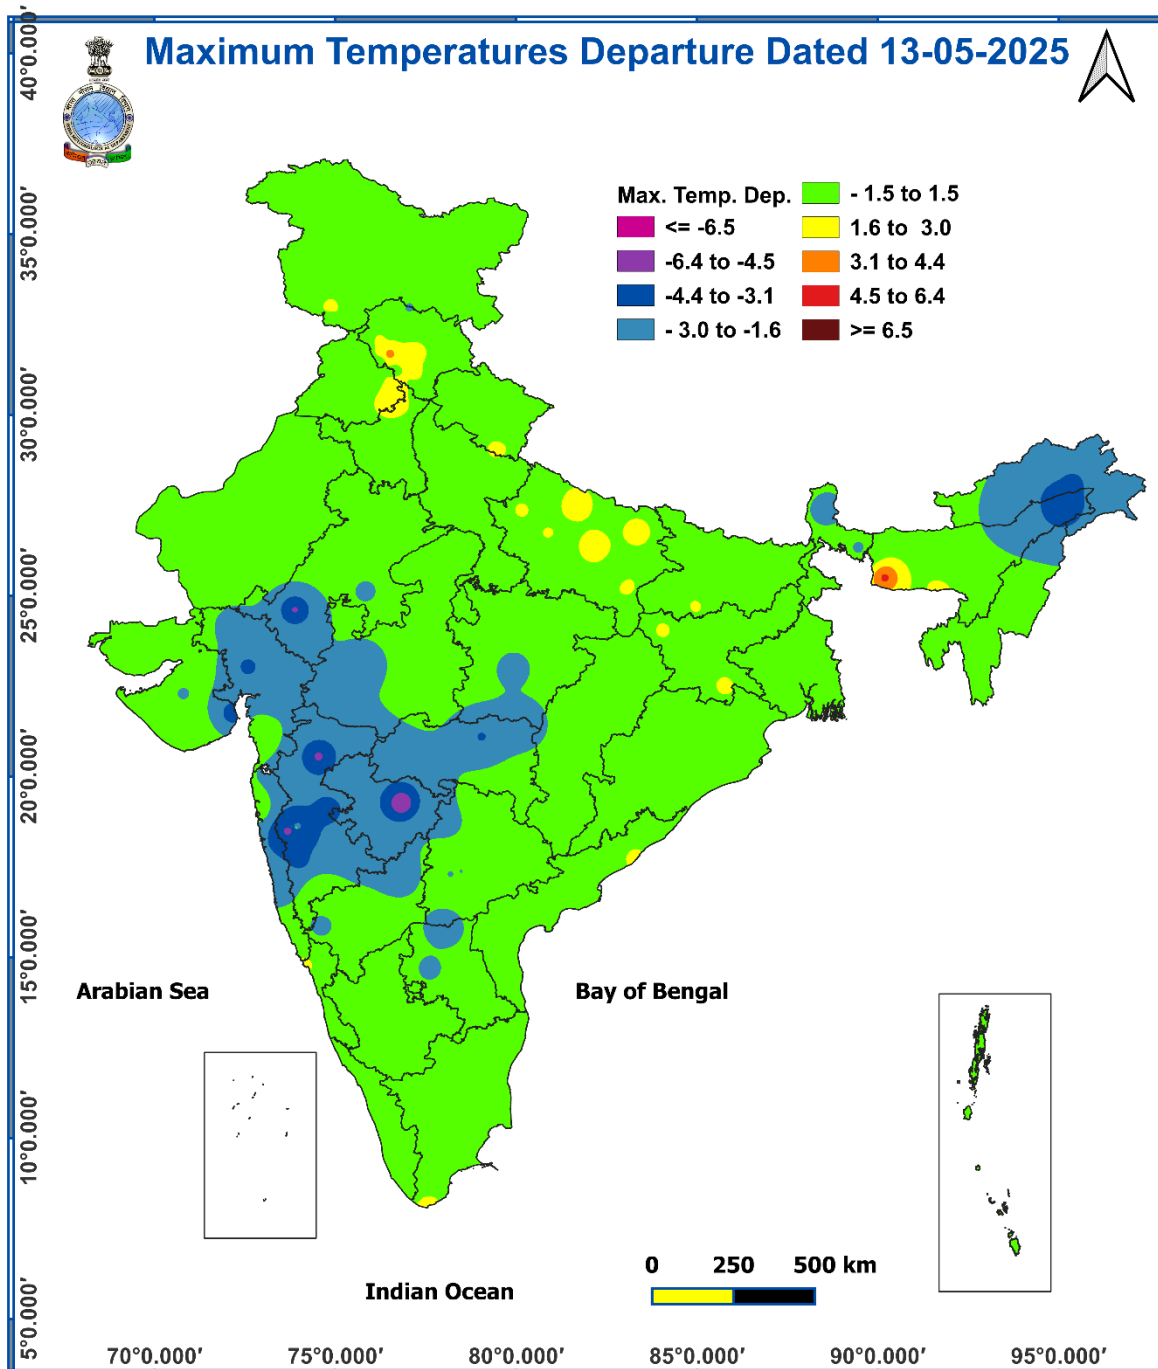 Maximum Temperatures Departure Dated 13-05-2025
Max. Temp. Dep.
<= -6.5
-6.4 to -4.5
-4.4 to -3.1
- 3.0 to -1.6
- 1.5 to 1.5
1.6 to 3.0
3.1 to 4.4
4.5 to 6.4
>= 6.5
40°0.000'
35°0.000'
30°0.000'
25°0.000'
20°0.000'
15°0.000'
10°0.000'
5°0.000'
Arabian Sea
Bay of Bengal
Indian Ocean
0 250 500 km
70°0.000' 75°0.000' 80°0.000' 85°0.000' 90°0.000' 95°0.000'